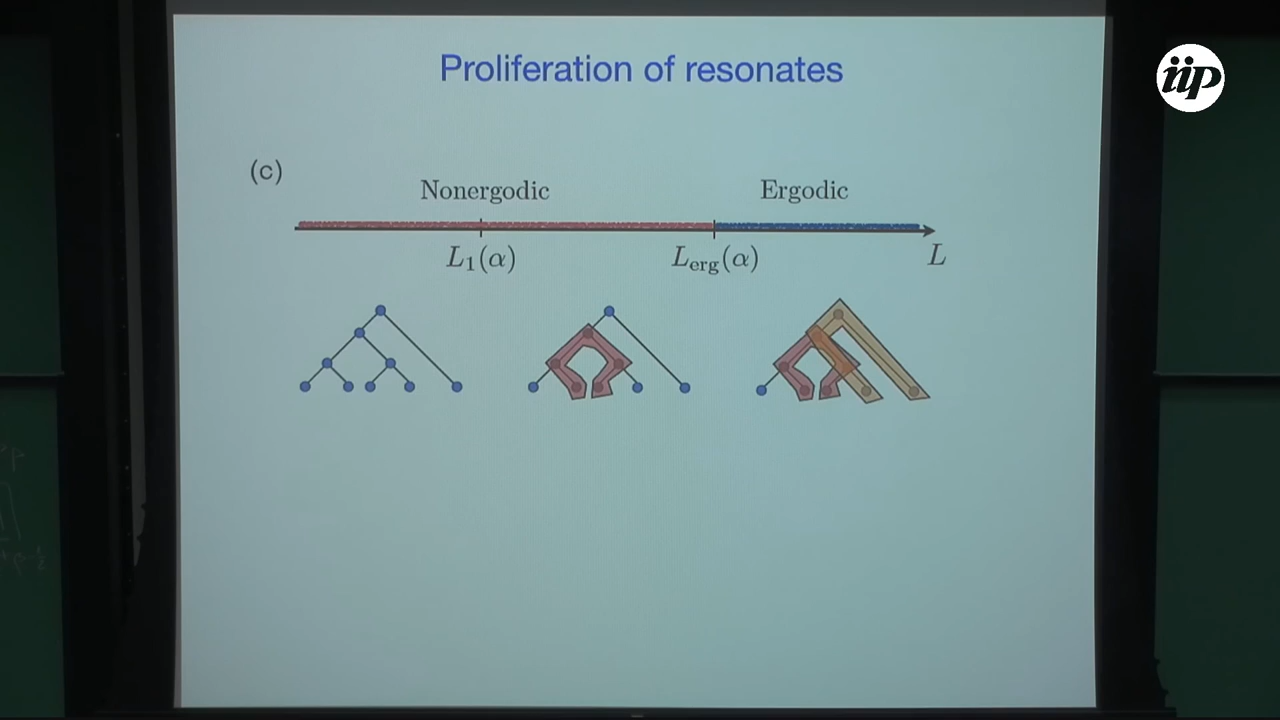 Proliferation of resonates
iip
(c)
Nonergodic Ergodic
L₁(α) L_erg(α) L